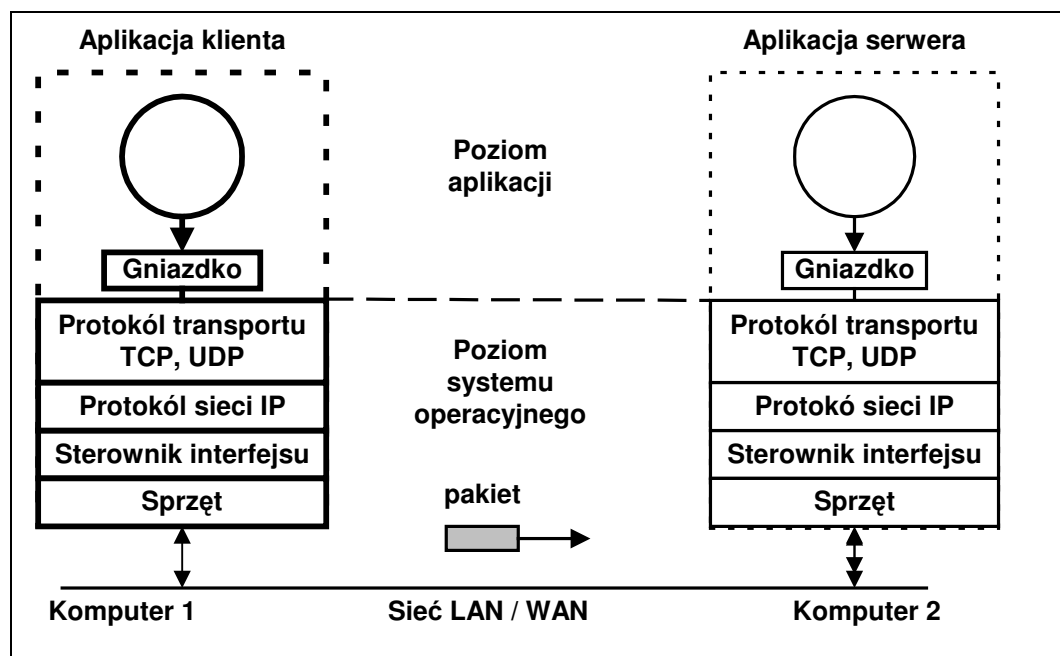 Aplikacja klienta
Aplikacja serwera
Poziom
aplikacji
Gniazdko
Gniazdko
Protokól transportu
TCP, UDP
Poziom
systemu
operacyjnego
Protokól transportu
TCP, UDP
Protokól sieci IP
Protokó sieci IP
Sterownik interfejsu
Sterownik interfejsu
Sprzęt
pakiet
Sprzęt
Komputer 1
Sieć LAN / WAN
Komputer 2